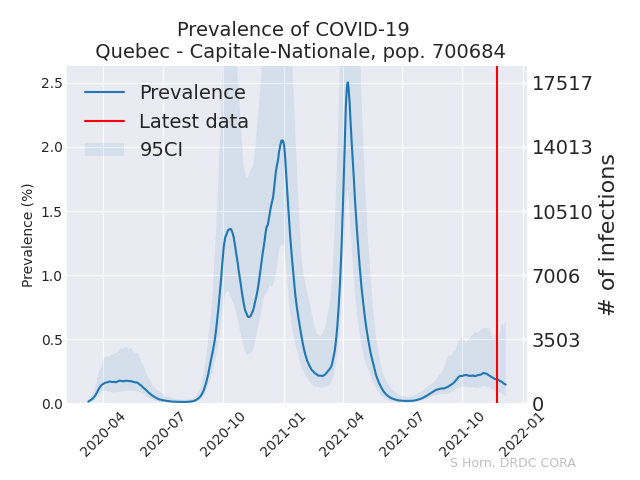 Prevalence of COVID-19
Quebec - Capitale-Nationale, pop. 700684
Prevalence
Latest data
95CI
Prevalence (%)
2.5
2.0
1.5
1.0
0.5
0.0
17517
14013
10510
7006
3503
0
# of infections
2020-04
2020-07
2020-10
2021-01
2021-04
2021-07
2021-10
2022-01
S Horn, DRDC CORA